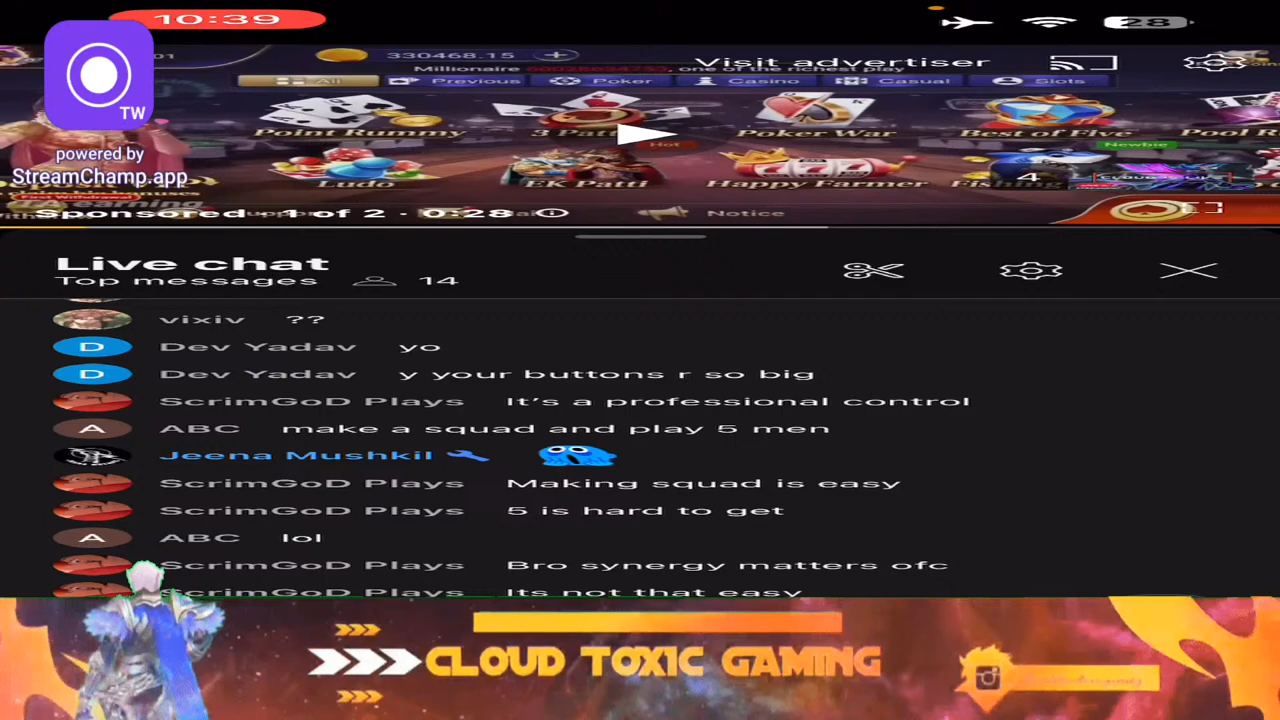 10:39
28
TW
powered by
StreamChamp.app
330468.15
Visit advertiser
Millionaire
All
Previous
Poker
Casino
Casual
Slots
Point Rummy
3 Patti
Poker War
Best of Five
Pool R
Hot
Newbie
Ludo
EK Patti
Happy Farmer
Fishing
First Withdrawal
Sponsored · 1 of 2 · 0:28
Notice
Live chat
Top messages 14
vixiv ??
Dev Yadav yo
Dev Yadav y your buttons r so big
ScrimGoD Plays It's a professional control
ABC make a squad and play 5 men
Jeena Mushkil
ScrimGoD Plays Making squad is easy
ScrimGoD Plays 5 is hard to get
ABC lol
ScrimGoD Plays Bro synergy matters ofc
ScrimGoD Plays Its not that easy
CLOUD TOXIC GAMING